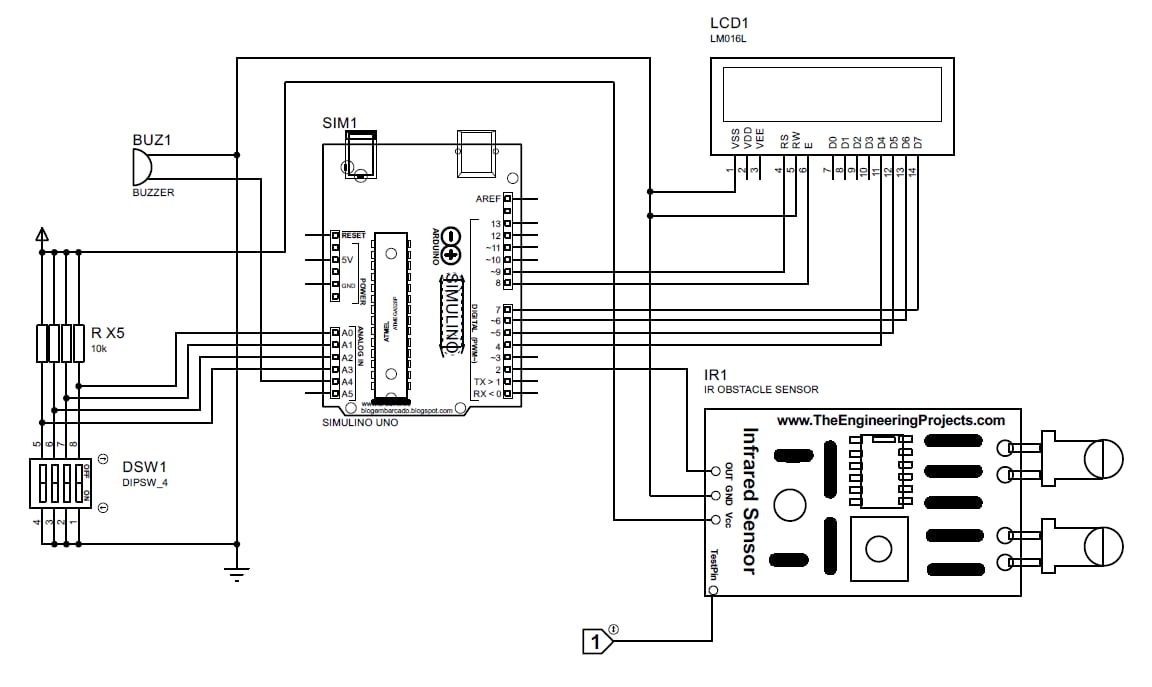 LCD1
LM016L
VSS
VDD
VEE
RS
RW
E
D0
D1
D2
D3
D4
D5
D6
D7
1
2
3
4
5
6
7
8
9
10
11
12
13
14
BUZ1
BUZZER
SIM1
AREF
13
12
~11
~10
~9
8
7
~6
~5
4
~3
2
TX > 1
RX < 0
RESET
5V
GND
POWER
A0
A1
A2
A3
A4
A5
ANALOG IN
ATMEL
ATMEGA328P
ARDUINO
SIMULINO
DIGITAL (PWM~)
blogembarcado.blogspot.com
SIMULINO UNO
R X5
10k
5
6
7
8
DSW1
DIPSW_4
OFF
ON
4
3
2
1
IR1
IR OBSTACLE SENSOR
www.TheEngineeringProjects.com
Infrared Sensor
OUT
GND
Vcc
TestPin
1